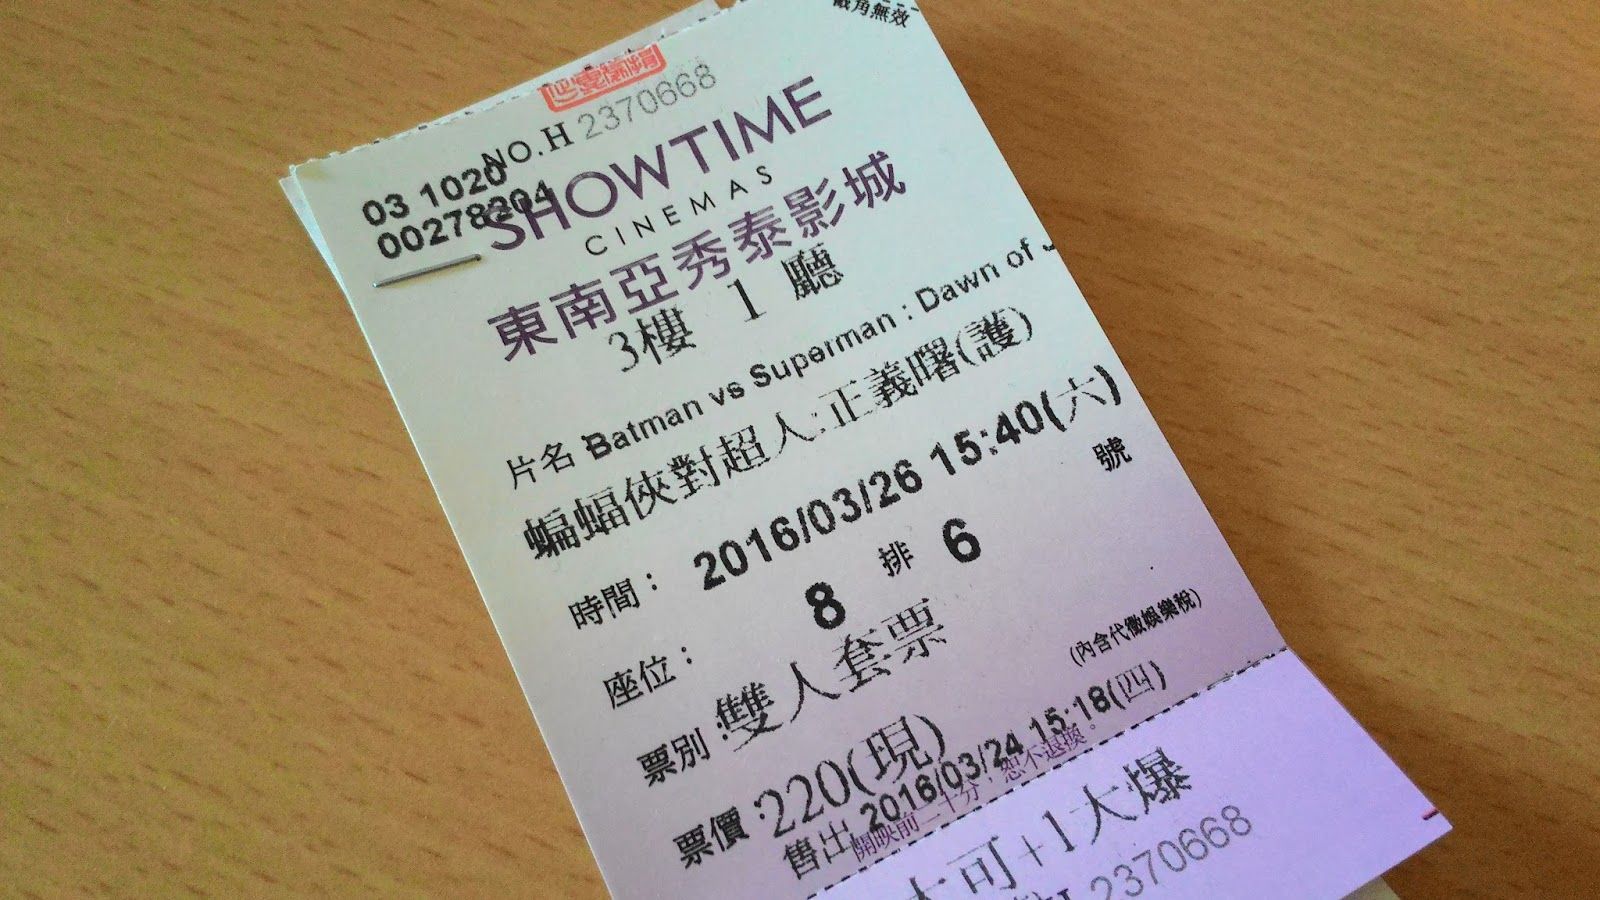 截角無效
NO.H 2370668
03 1020
00278204
SHOWTIME
CINEMAS
東南亞秀泰影城
3樓 1 廳
片名 Batman vs Superman : Dawn of J
蝙蝠俠對超人:正義曙(護)
時間： 2016/03/26 15:40(六)
座位： 8 排 6 號
票別：雙人套票
(內含代徵娛樂稅)
票價：220(現)
售出 2016/03/24 15:18(四)
開映前二十分，恕不退換。
大可+1大爆
2370668